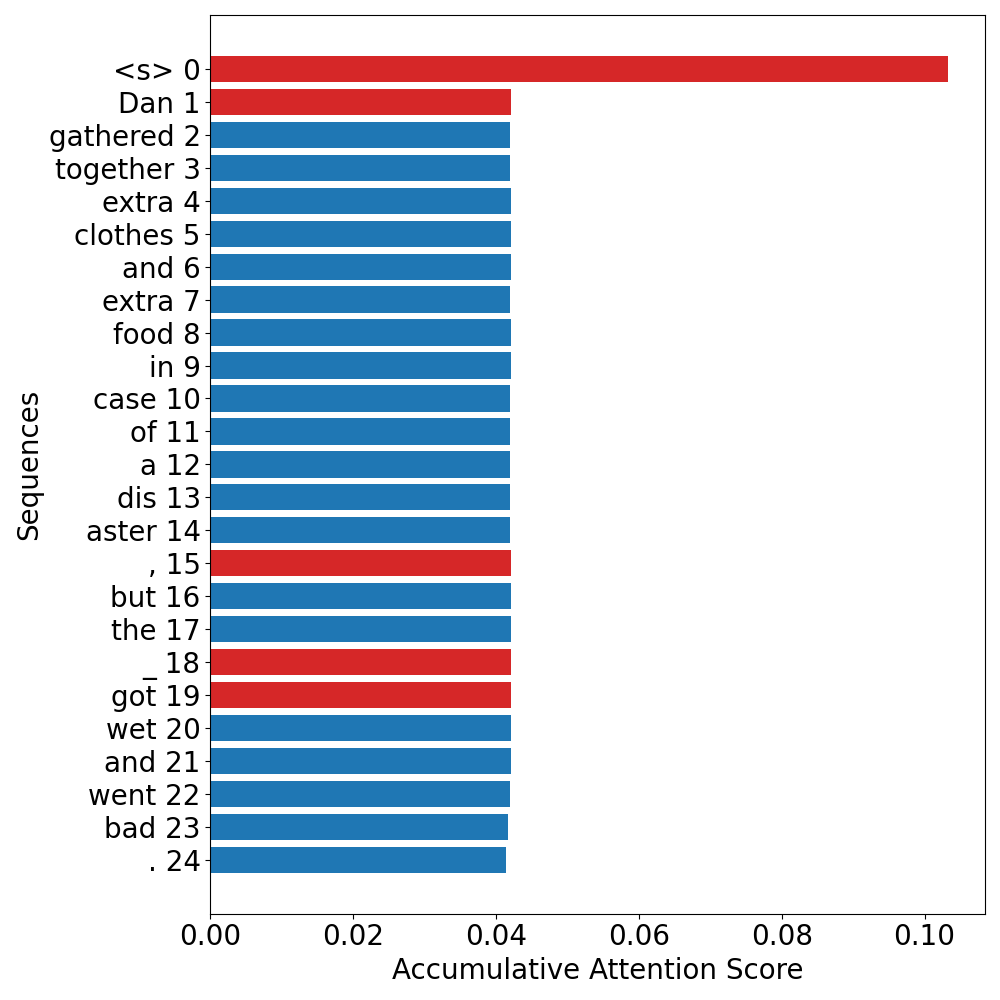 <s> 0
Dan 1
gathered 2
together 3
extra 4
clothes 5
and 6
extra 7
food 8
in 9
case 10
of 11
a 12
dis 13
aster 14
, 15
but 16
the 17
_ 18
got 19
wet 20
and 21
went 22
bad 23
. 24
Sequences
0.00 0.02 0.04 0.06 0.08 0.10
Accumulative Attention Score